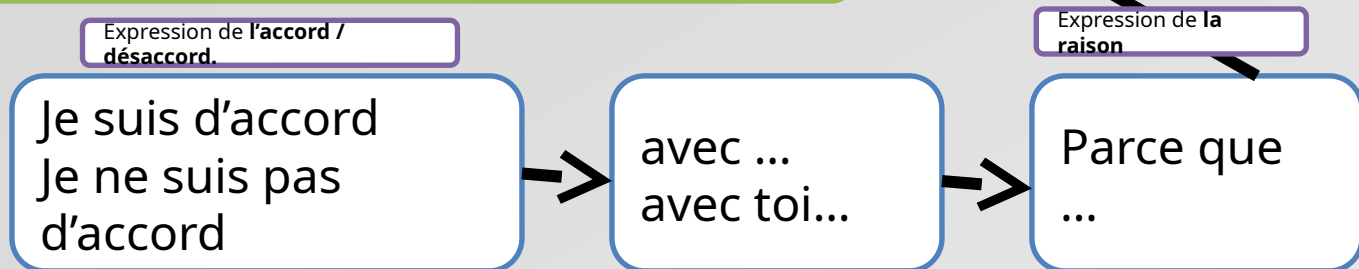 Expression de l’accord /
désaccord.
Je suis d’accord
Je ne suis pas
d’accord
avec ...
avec toi...
Expression de la
raison
Parce que
...